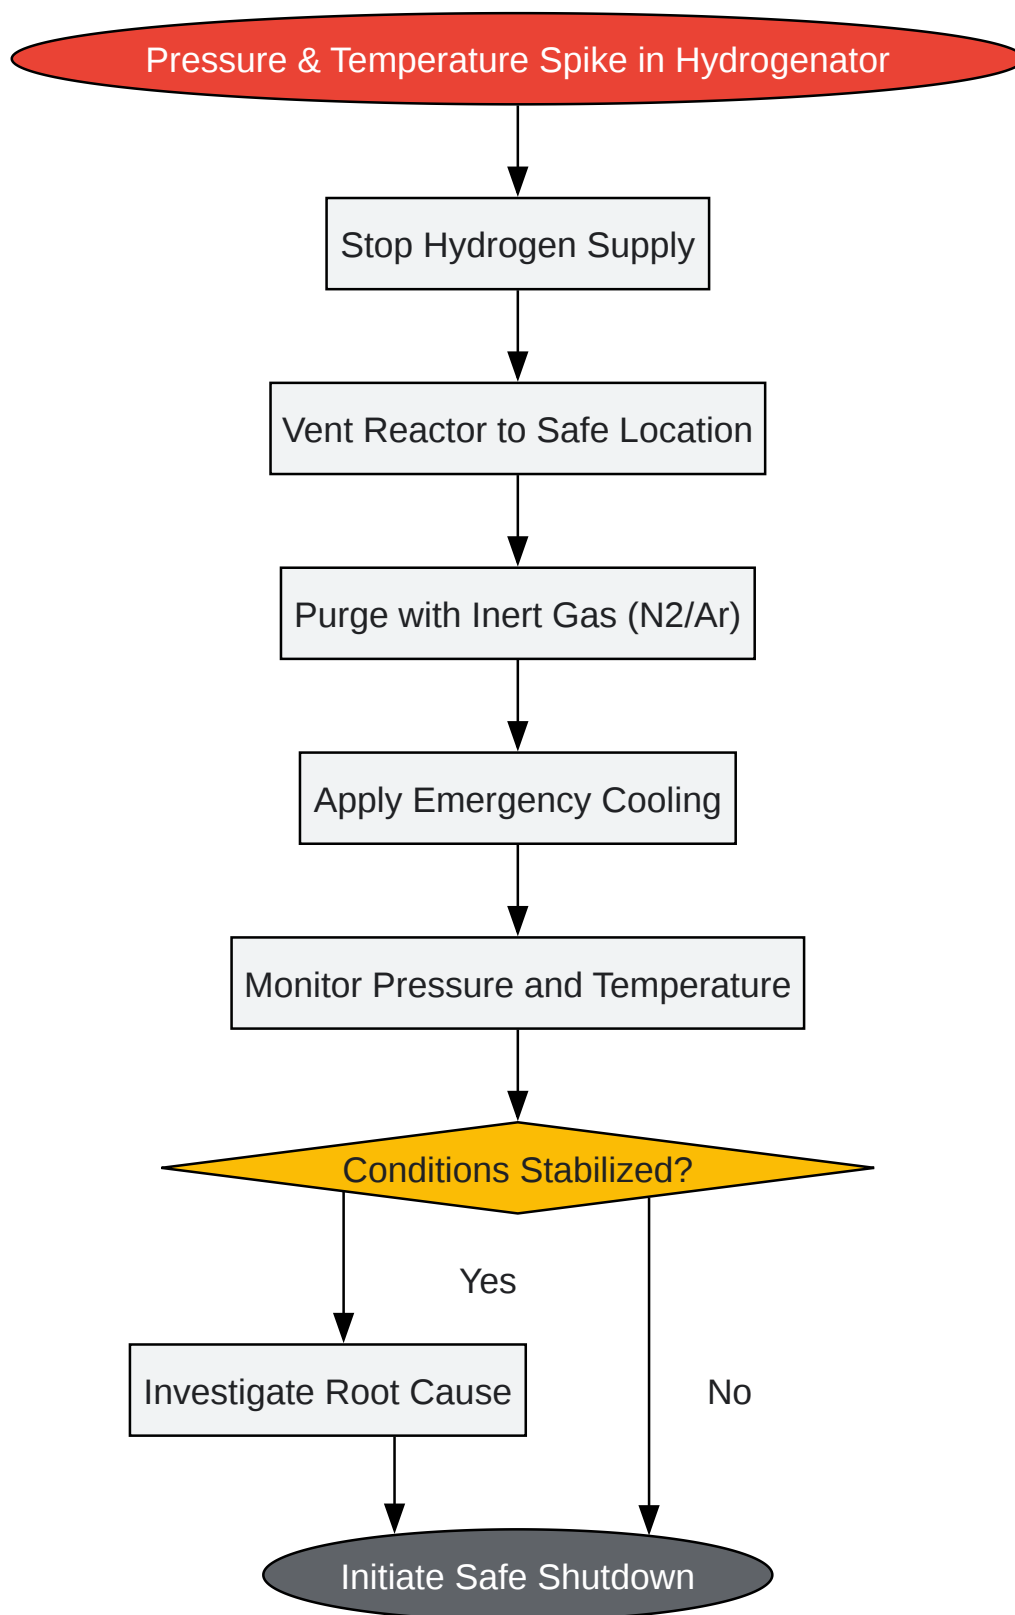 Pressure & Temperature Spike in Hydrogenator
Stop Hydrogen Supply
Vent Reactor to Safe Location
Purge with Inert Gas (N2/Ar)
Apply Emergency Cooling
Monitor Pressure and Temperature
Conditions Stabilized?
Yes
Investigate Root Cause
No
Initiate Safe Shutdown